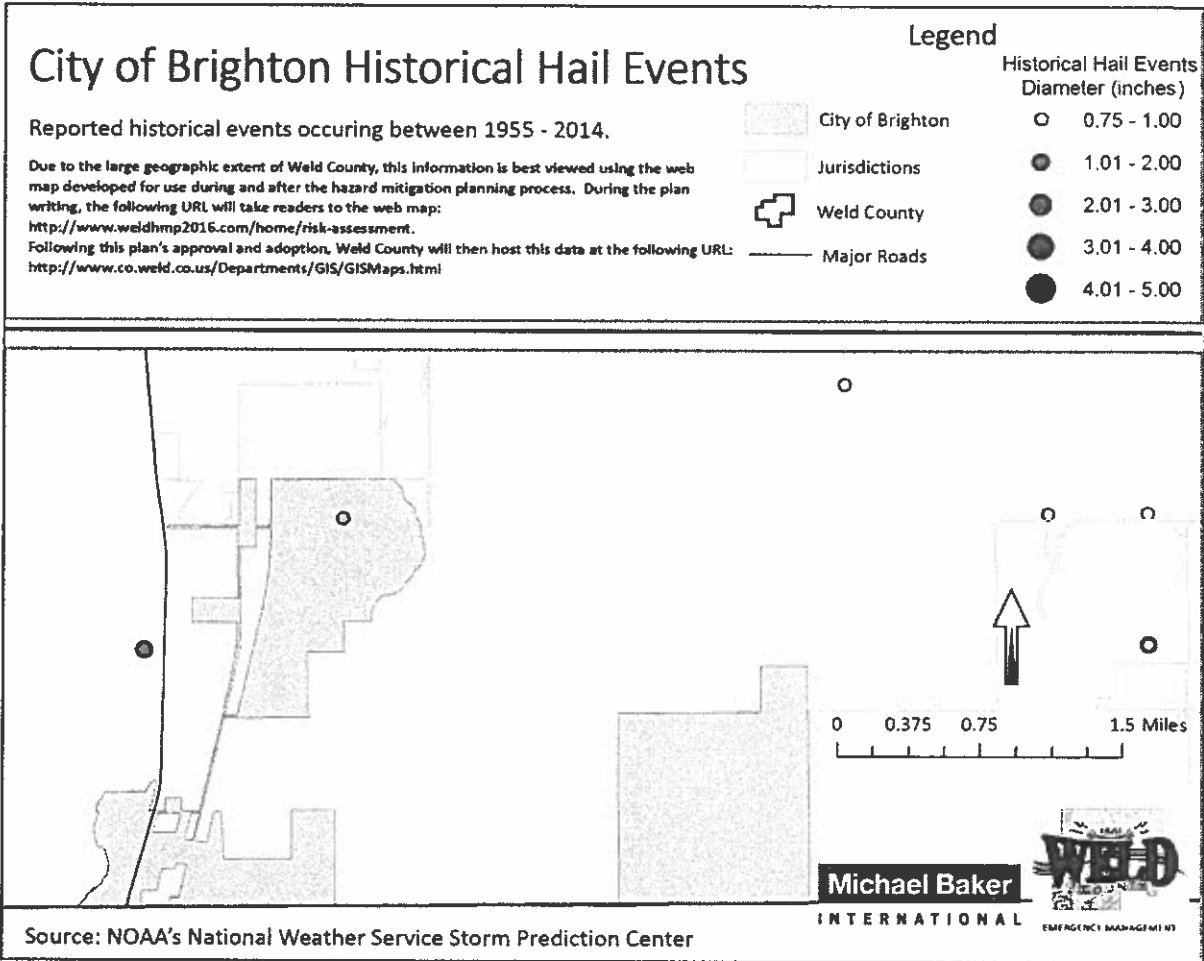 City of Brighton Historical Hail Events
Reported historical events occuring between 1955 - 2014.
Due to the large geographic extent of Weld County, this information is best viewed using the web
map developed for use during and after the hazard mitigation planning process. During the plan
writing, the following URL will take readers to the web map:
http://www.weldhmp2016.com/home/risk-assessment.
Following this plan's approval and adoption, Weld County will then host this data at the following URL:
http://www.co.weld.co.us/Departments/GIS/GISMaps.html
Legend
City of Brighton
Jurisdictions
Weld County
Major Roads
Historical Hail Events
Diameter (inches)
0.75 - 1.00
1.01 - 2.00
2.01 - 3.00
3.01 - 4.00
4.01 - 5.00
0 0.375 0.75 1.5 Miles
Michael Baker
INTERNATIONAL
WELD
EMERGENCY MANAGEMENT
Source: NOAA's National Weather Service Storm Prediction Center